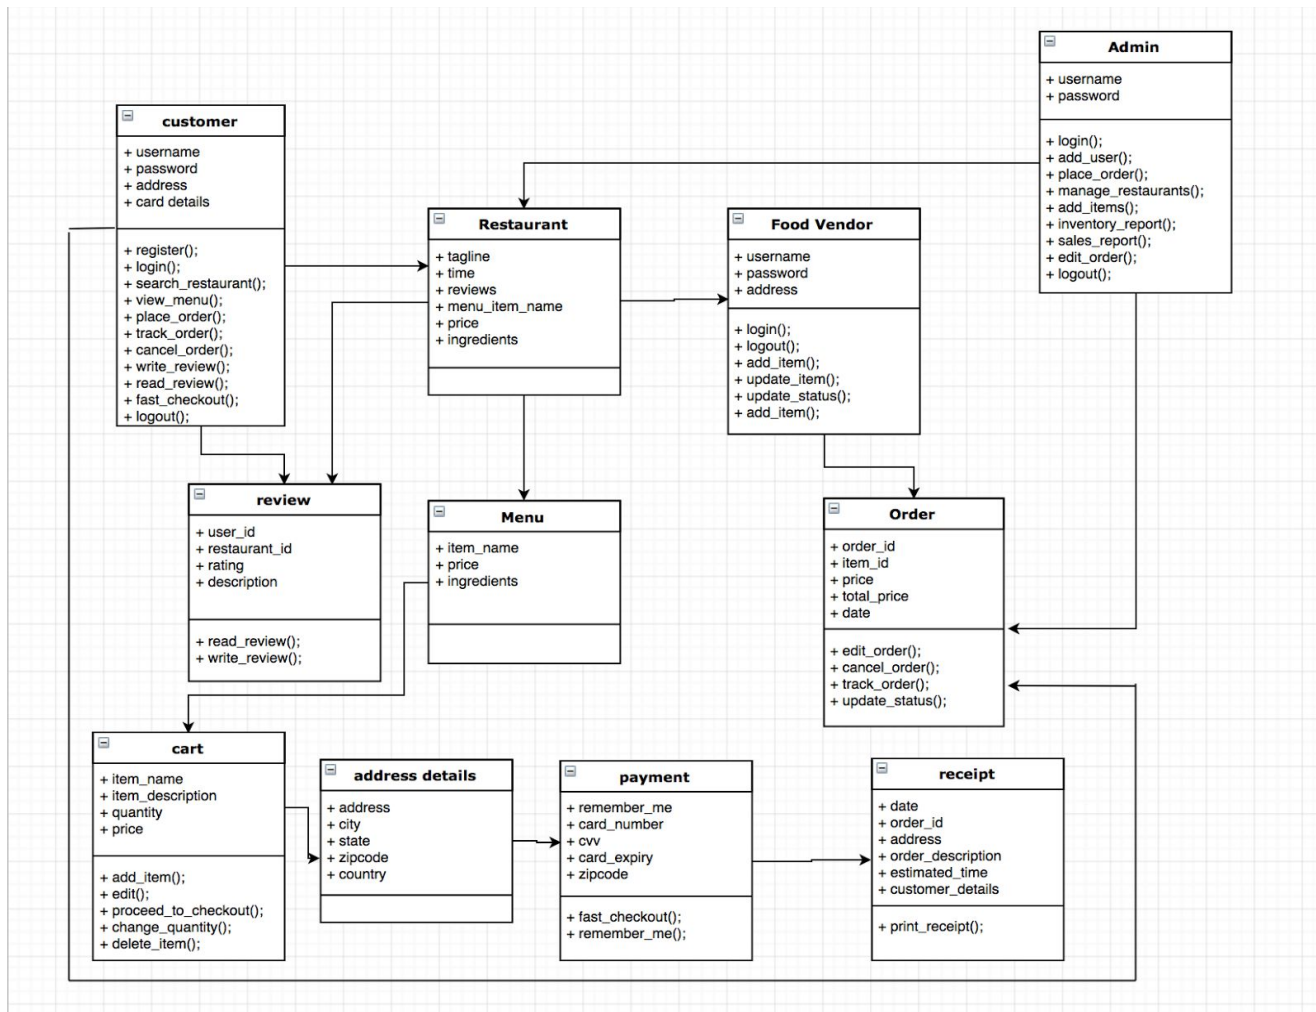 Admin
+ username
+ password
+ login();
+ add_user();
+ place_order();
+ manage_restaurants();
+ add_items();
+ inventory_report();
+ sales_report();
+ edit_order();
+ logout();
customer
+ username
+ password
+ address
+ card details
+ register();
+ login();
+ search_restaurant();
+ view_menu();
+ place_order();
+ track_order();
+ cancel_order();
+ write_review();
+ read_review();
+ fast_checkout();
+ logout();
Restaurant
+ tagline
+ time
+ reviews
+ menu_item_name
+ price
+ ingredients
Food Vendor
+ username
+ password
+ address
+ login();
+ logout();
+ add_item();
+ update_item();
+ update_status();
+ add_item();
review
+ user_id
+ restaurant_id
+ rating
+ description
+ read_review();
+ write_review();
Menu
+ item_name
+ price
+ ingredients
Order
+ order_id
+ item_id
+ price
+ total_price
+ date
+ edit_order();
+ cancel_order();
+ track_order();
+ update_status();
cart
+ item_name
+ item_description
+ quantity
+ price
+ add_item();
+ edit();
+ proceed_to_checkout();
+ change_quantity();
+ delete_item();
address details
+ address
+ city
+ state
+ zipcode
+ country
payment
+ remember_me
+ card_number
+ cvv
+ card_expiry
+ zipcode
+ fast_checkout();
+ remember_me();
receipt
+ date
+ order_id
+ address
+ order_description
+ estimated_time
+ customer_details
+ print_receipt();